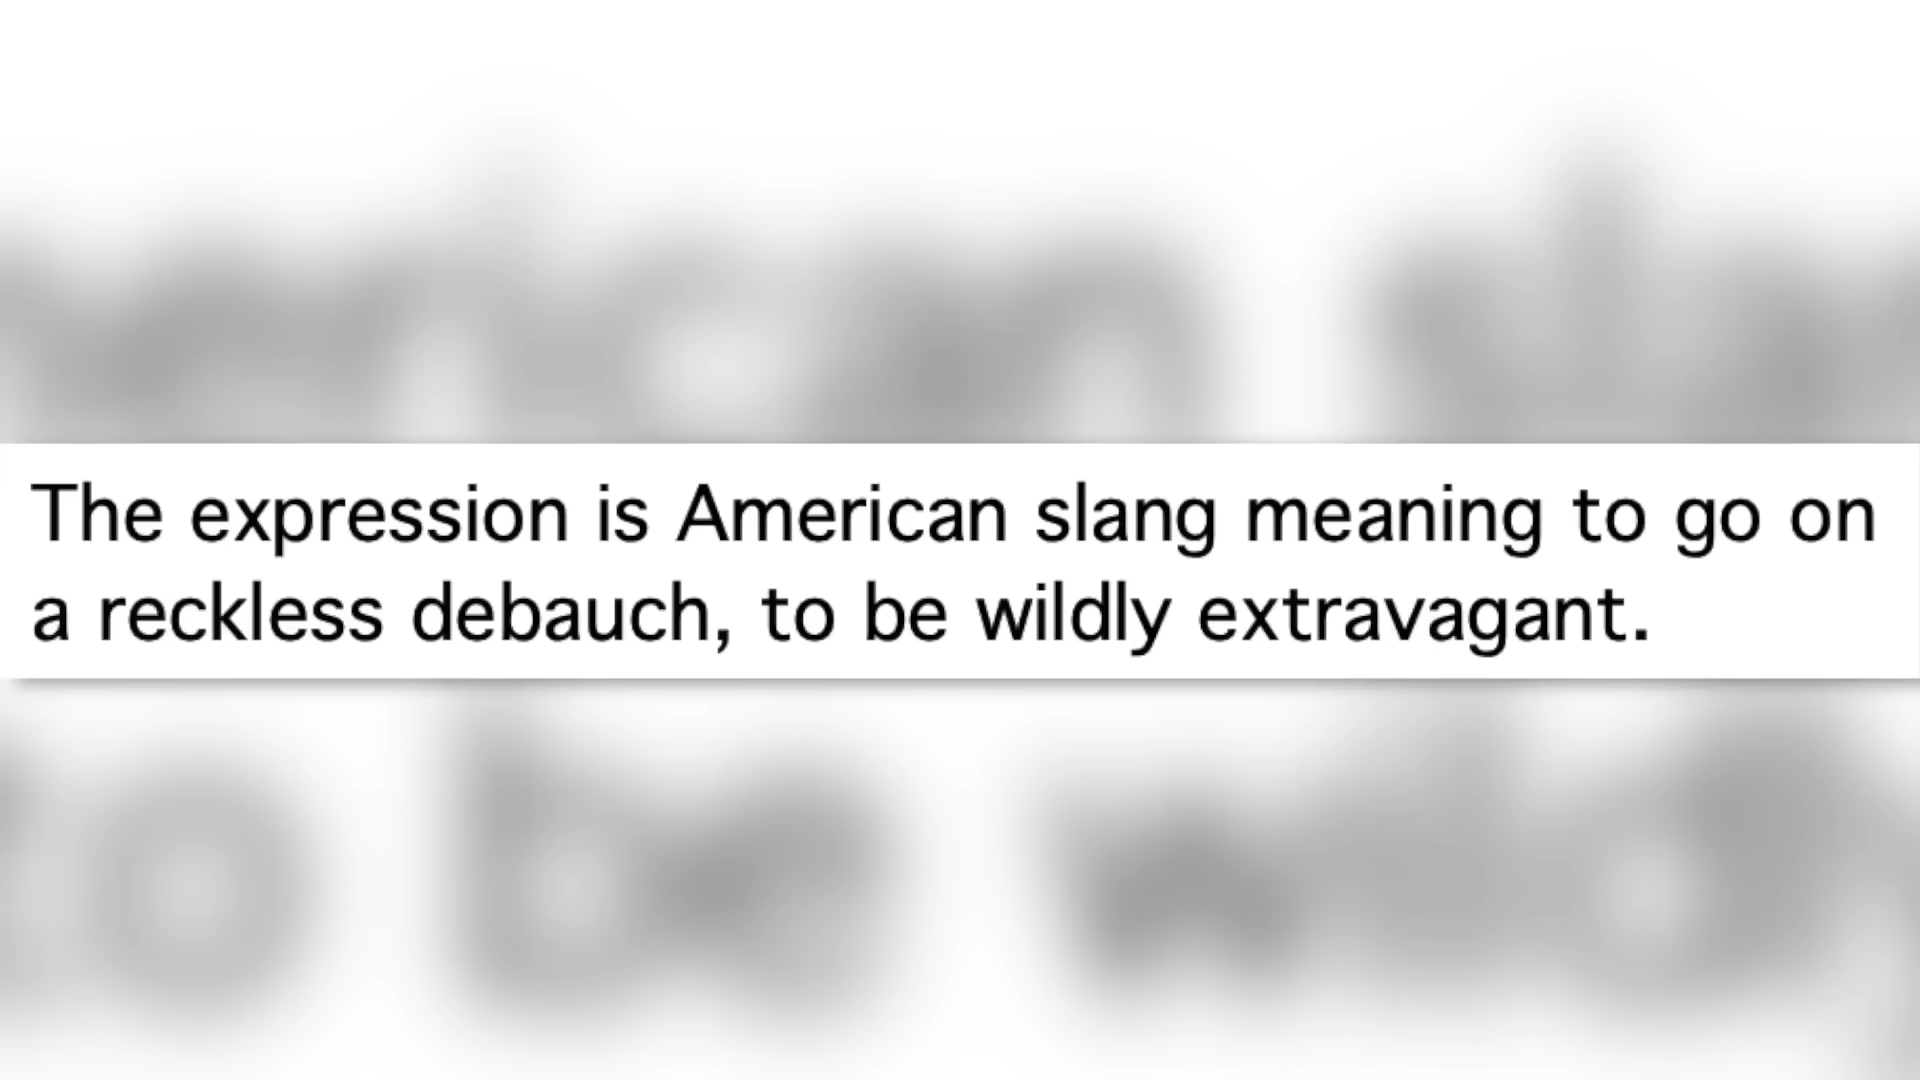 The expression is American slang meaning to go on
a reckless debauch, to be wildly extravagant.